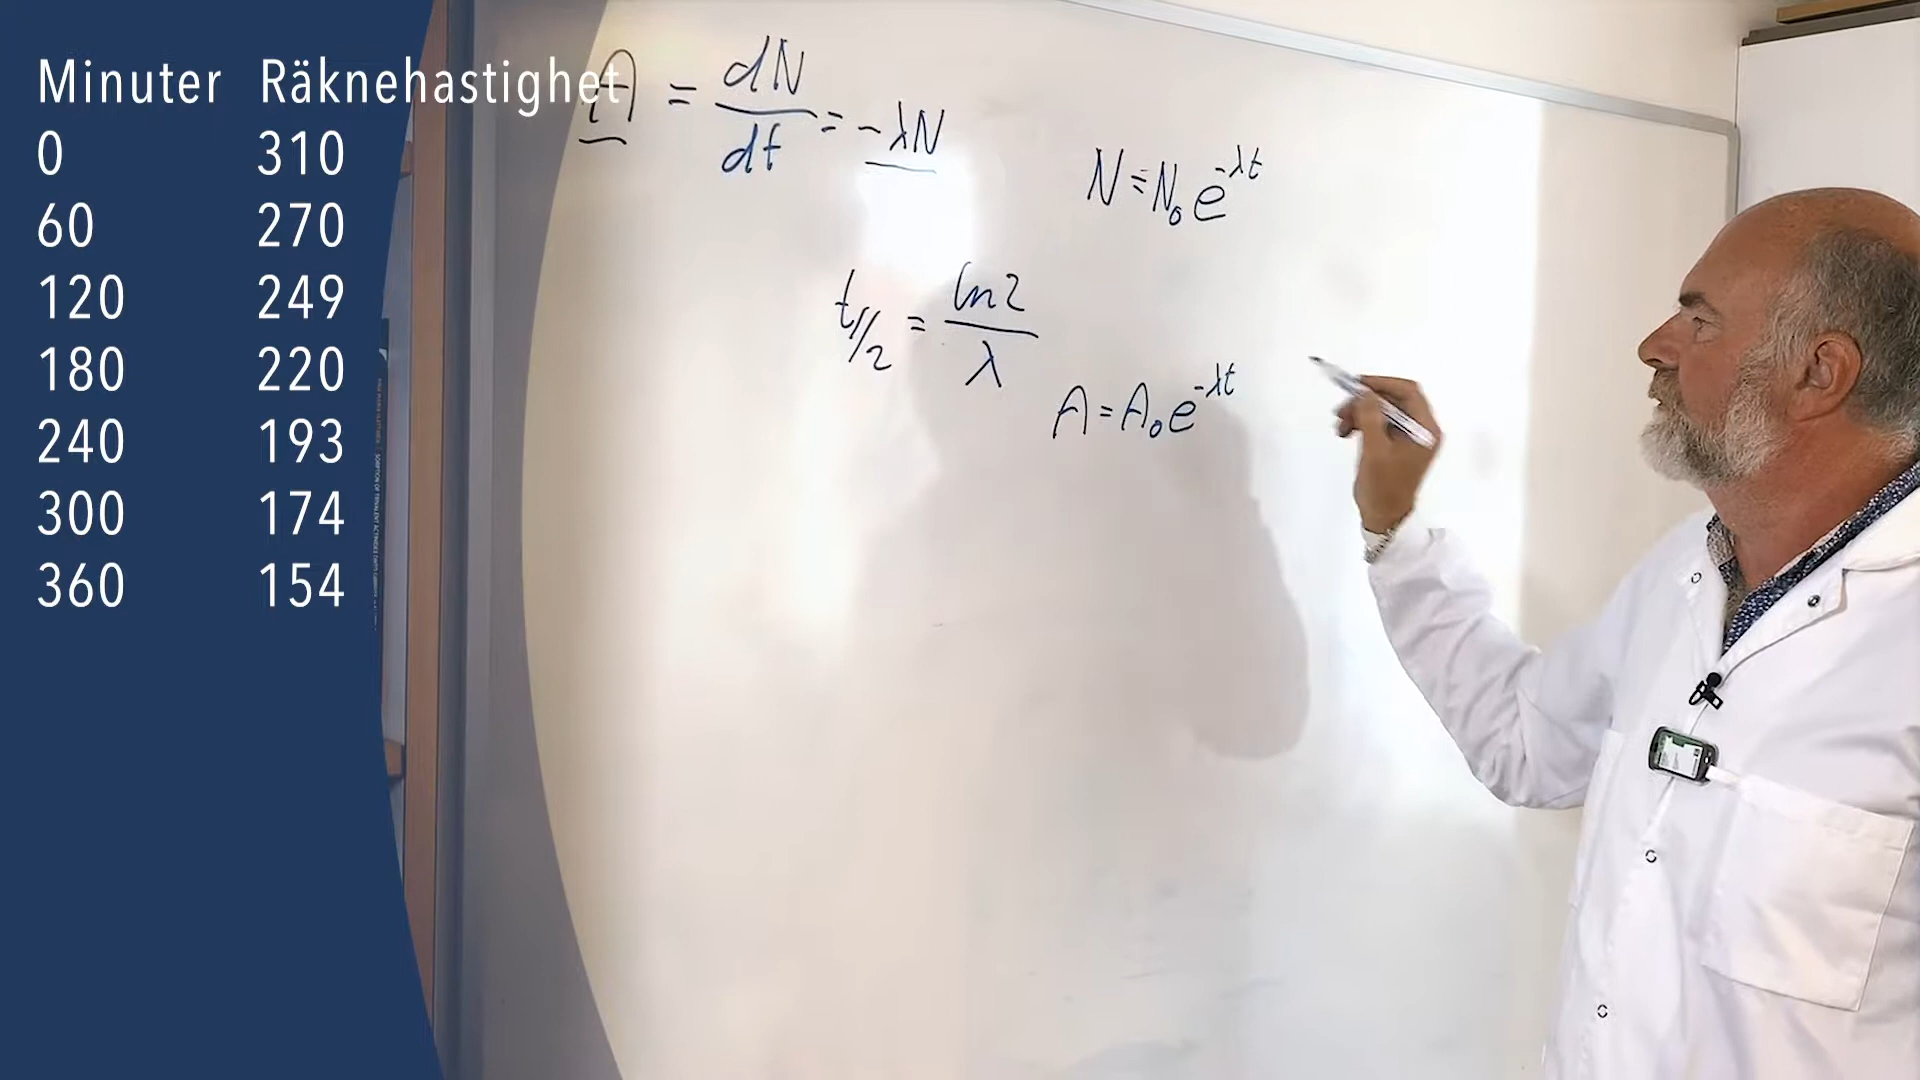 Minuter Räknehastighet
0 310
60 270
120 249
180 220
240 193
300 174
360 154
A = dN/dt = -λN
N = N₀e^-λt
t1/2 = ln2/λ
A = A₀e^-λt